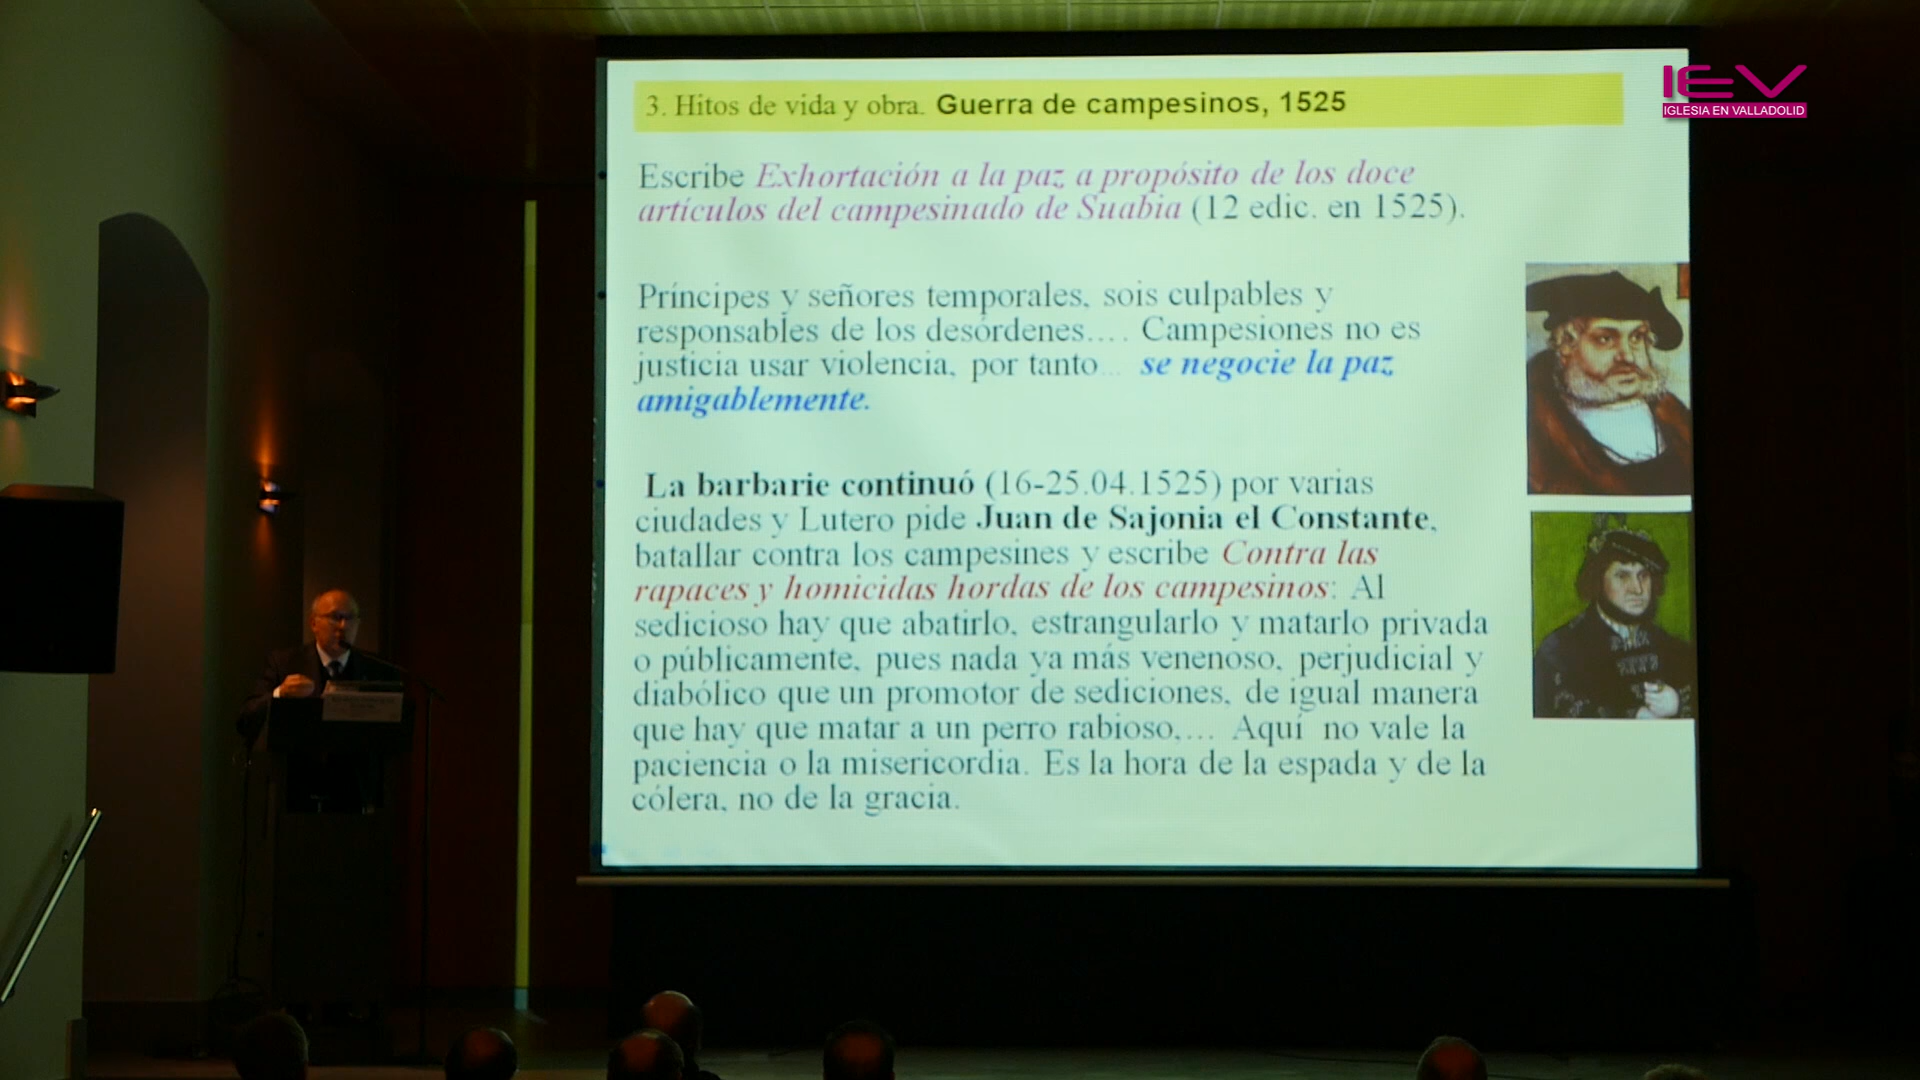 3. Hitos de vida y obra. Guerra de campesinos, 1525
IEV
IGLESIA EN VALLADOLID
Escribe Exhortación a la paz a propósito de los doce
artículos del campesinado de Suabia (12 edic. en 1525).
Príncipes y señores temporales, sois culpables y
responsables de los desórdenes.... Campesiones no es
justicia usar violencia, por tanto... se negocie la paz
amigablemente.
La barbarie continuó (16-25.04.1525) por varias
ciudades y Lutero pide Juan de Sajonia el Constante,
batallar contra los campesines y escribe Contra las
rapaces y homicidas hordas de los campesinos: Al
sedicioso hay que abatirlo, estrangularlo y matarlo privada
o públicamente, pues nada ya más venenoso, perjudicial y
diabólico que un promotor de sediciones, de igual manera
que hay que matar a un perro rabioso,... Aquí no vale la
paciencia o la misericordia. Es la hora de la espada y de la
cólera, no de la gracia.